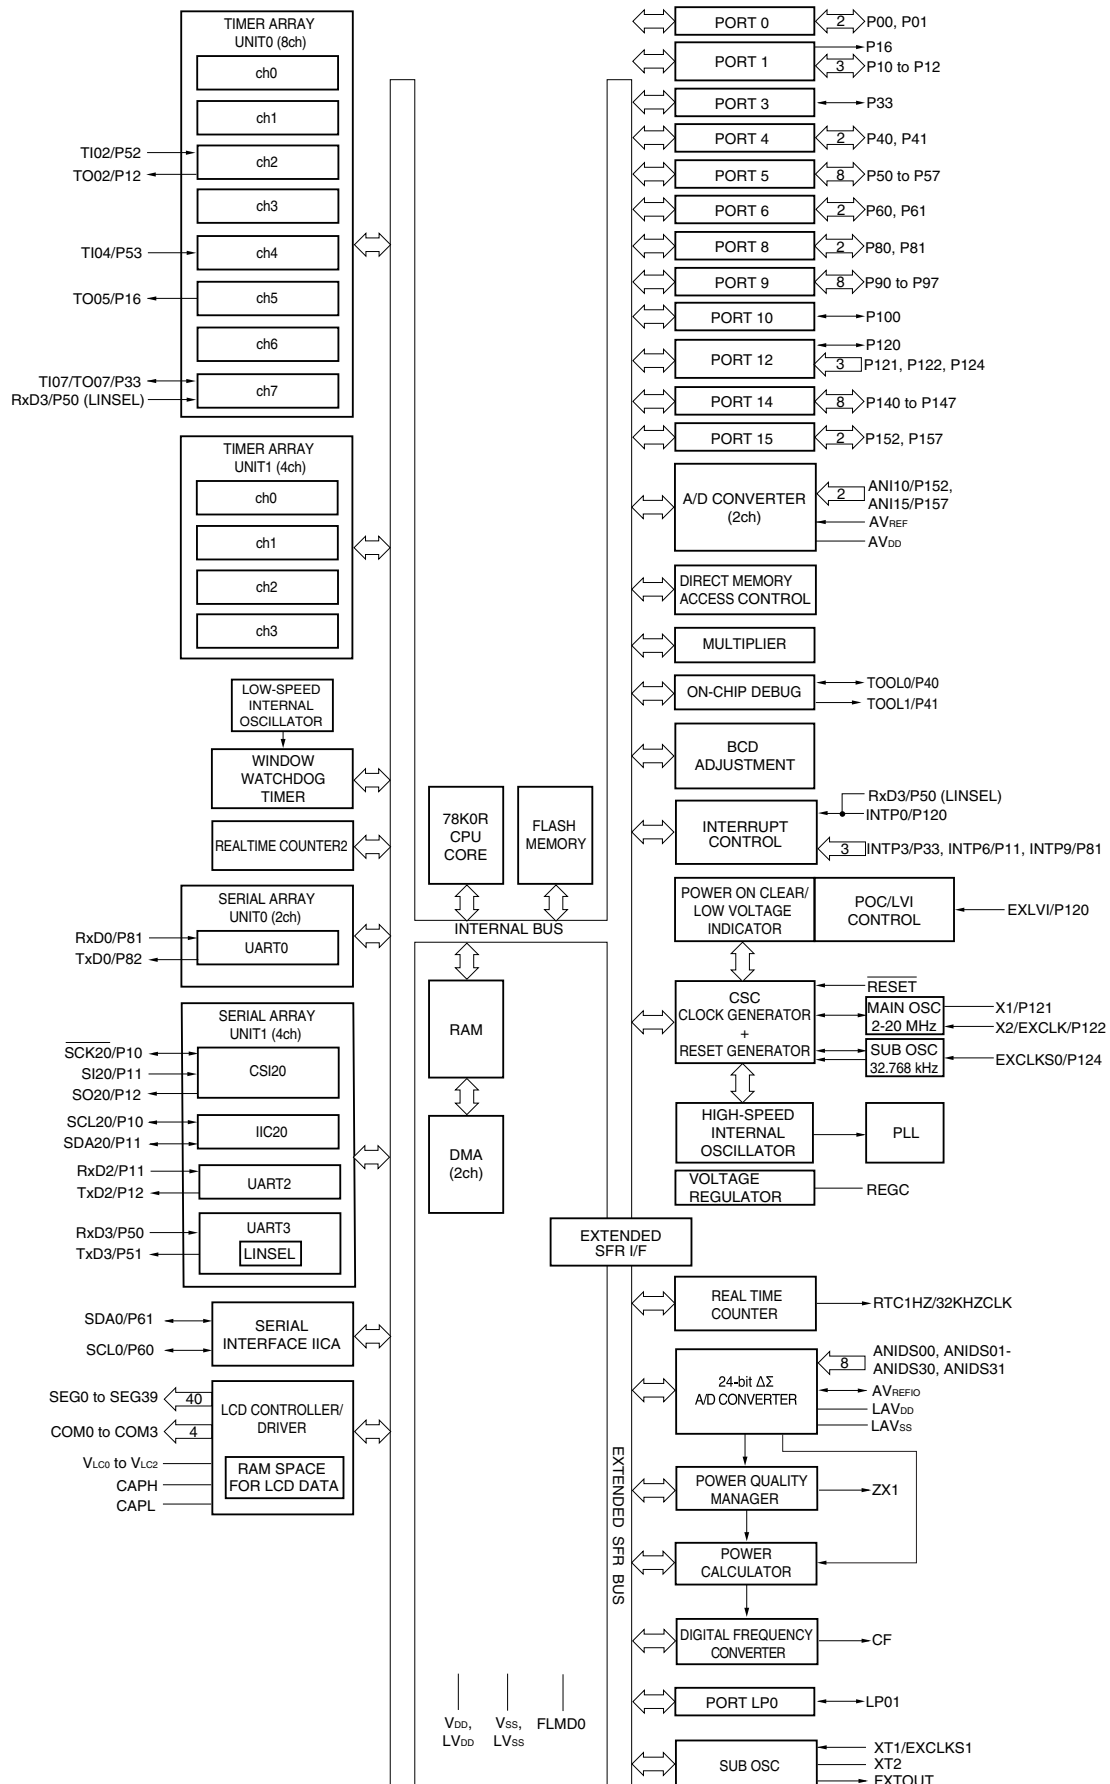 TIMER ARRAY
UNIT0 (8ch)
ch0
ch1
TI02/P52
TO02/P12
ch2
ch3
TI04/P53
ch4
TO05/P16
ch5
ch6
TI07/TO07/P33
RxD3/P50 (LINSEL)
ch7
TIMER ARRAY
UNIT1 (4ch)
ch0
ch1
ch2
ch3
LOW-SPEED
INTERNAL
OSCILLATOR
WINDOW
WATCHDOG
TIMER
REALTIME COUNTER2
SERIAL ARRAY
UNIT0 (2ch)
RxD0/P81
TxD0/P82
UART0
SERIAL ARRAY
UNIT1 (4ch)
SCK20/P10
SI20/P11
SO20/P12
CSI20
SCL20/P10
SDA20/P11
IIC20
RxD2/P11
TxD2/P12
UART2
RxD3/P50
TxD3/P51
UART3
LINSEL
SDA0/P61
SCL0/P60
SERIAL
INTERFACE IICA
SEG0 to SEG39
40
COM0 to COM3
4
VLC0 to VLC2
CAPH
CAPL
LCD CONTROLLER/
DRIVER
RAM SPACE
FOR LCD DATA
78K0R
CPU
CORE
FLASH
MEMORY
INTERNAL BUS
RAM
DMA
(2ch)
EXTENDED
SFR I/F
EXTENDED SFR BUS
VDD,
LVDD
VSS,
LVSS
FLMD0
PORT 0
2
P00, P01
PORT 1
P16
3
P10 to P12
PORT 3
P33
PORT 4
2
P40, P41
PORT 5
8
P50 to P57
PORT 6
2
P60, P61
PORT 8
2
P80, P81
PORT 9
8
P90 to P97
PORT 10
P100
PORT 12
P120
3
P121, P122, P124
PORT 14
8
P140 to P147
PORT 15
2
P152, P157
A/D CONVERTER
(2ch)
2
ANI10/P152,
ANI15/P157
AVREF
AVDD
DIRECT MEMORY
ACCESS CONTROL
MULTIPLIER
ON-CHIP DEBUG
TOOL0/P40
TOOL1/P41
BCD
ADJUSTMENT
INTERRUPT
CONTROL
RxD3/P50 (LINSEL)
INTP0/P120
3
INTP3/P33, INTP6/P11, INTP9/P81
POWER ON CLEAR/
LOW VOLTAGE
INDICATOR
POC/LVI
CONTROL
EXLVI/P120
CSC
CLOCK GENERATOR
+
RESET GENERATOR
RESET
MAIN OSC
2-20 MHz
X1/P121
X2/EXCLK/P122
SUB OSC
32.768 kHz
EXCLKS0/P124
HIGH-SPEED
INTERNAL
OSCILLATOR
PLL
VOLTAGE
REGULATOR
REGC
REAL TIME
COUNTER
RTC1HZ/32KHZCLK
24-bit ΔΣ
A/D CONVERTER
8
ANIDS00, ANIDS01-
ANIDS30, ANIDS31
AVREFIO
LAVDD
LAVSS
POWER QUALITY
MANAGER
ZX1
POWER
CALCULATOR
DIGITAL FREQUENCY
CONVERTER
CF
PORT LP0
LP01
SUB OSC
XT1/EXCLKS1
XT2
EXTOUT